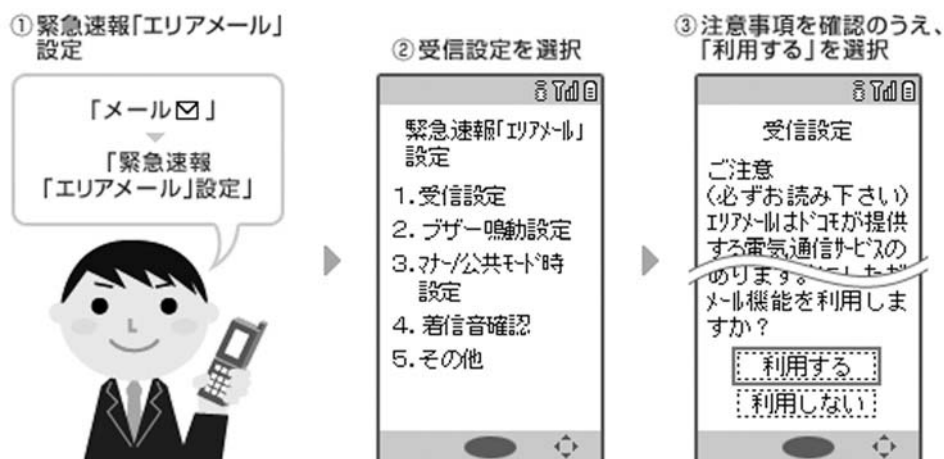 ①緊急速報「エリアメール」
設定
「メール✉」
「緊急速報
「エリアメール」設定」
②受信設定を選択
緊急速報「ｴﾘｱﾒｰﾙ」
設定
1.受信設定
2.ブザー鳴動設定
3.ﾏﾅｰ/公共ﾓｰﾄﾞ時
設定
4.着信音確認
5.その他
③注意事項を確認のうえ、
「利用する」を選択
受信設定
ご注意
(必ずお読み下さい)
ｴﾘｱﾒｰﾙはﾄﾞｺﾓが提供
する電気通信ｻｰﾋﾞｽの
ﾒｰﾙ機能を利用しま
すか？
利用する
利用しない